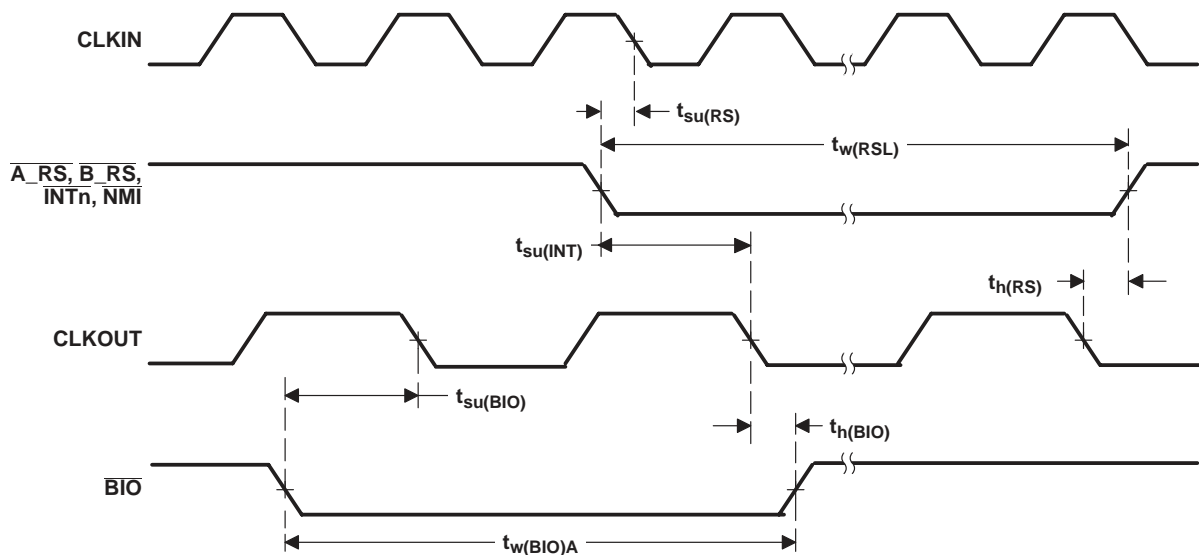 CLKIN
tsu(RS)
tw(RSL)
A_RS, B_RS,
INTn, NMI
tsu(INT)
th(RS)
CLKOUT
tsu(BIO)
th(BIO)
BIO
tw(BIO)A